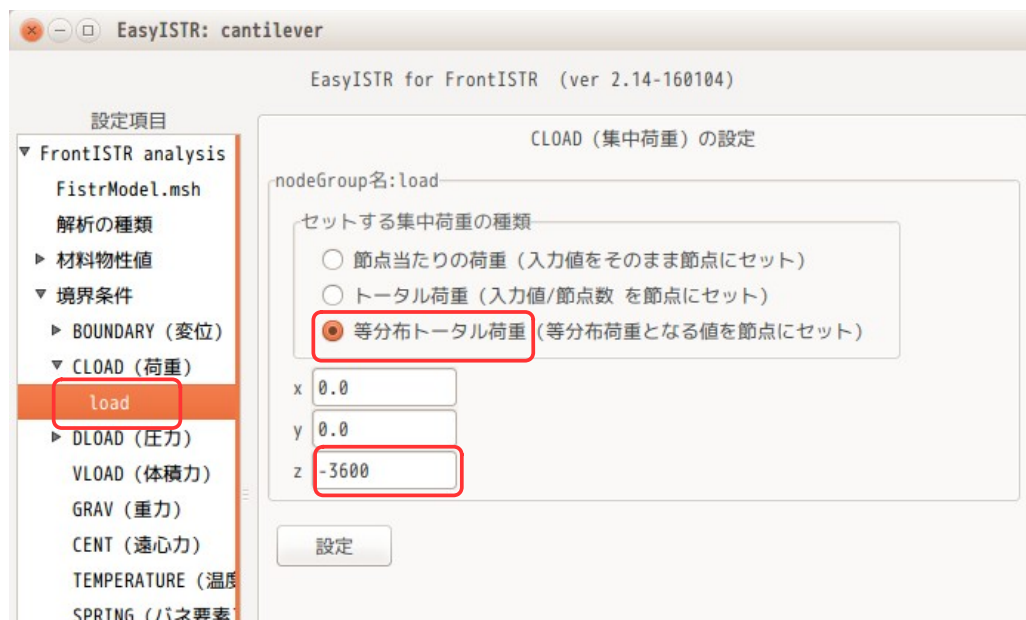 EasyISTR: cantilever
EasyISTR for FrontISTR (ver 2.14-160104)
設定項目
FrontISTR analysis
FistrModel.msh
解析の種類
材料物性値
境界条件
BOUNDARY (変位)
CLOAD (荷重)
load
DLOAD (圧力)
VLOAD (体積力)
GRAV (重力)
CENT (遠心力)
TEMPERATURE (温度
SPRING (バネ要素)
CLOAD (集中荷重) の設定
nodeGroup名:load
セットする集中荷重の種類
節点当たりの荷重 (入力値をそのまま節点にセット)
トータル荷重 (入力値/節点数 を節点にセット)
等分布トータル荷重 (等分布荷重となる値を節点にセット)
x 0.0
y 0.0
z -3600
設定